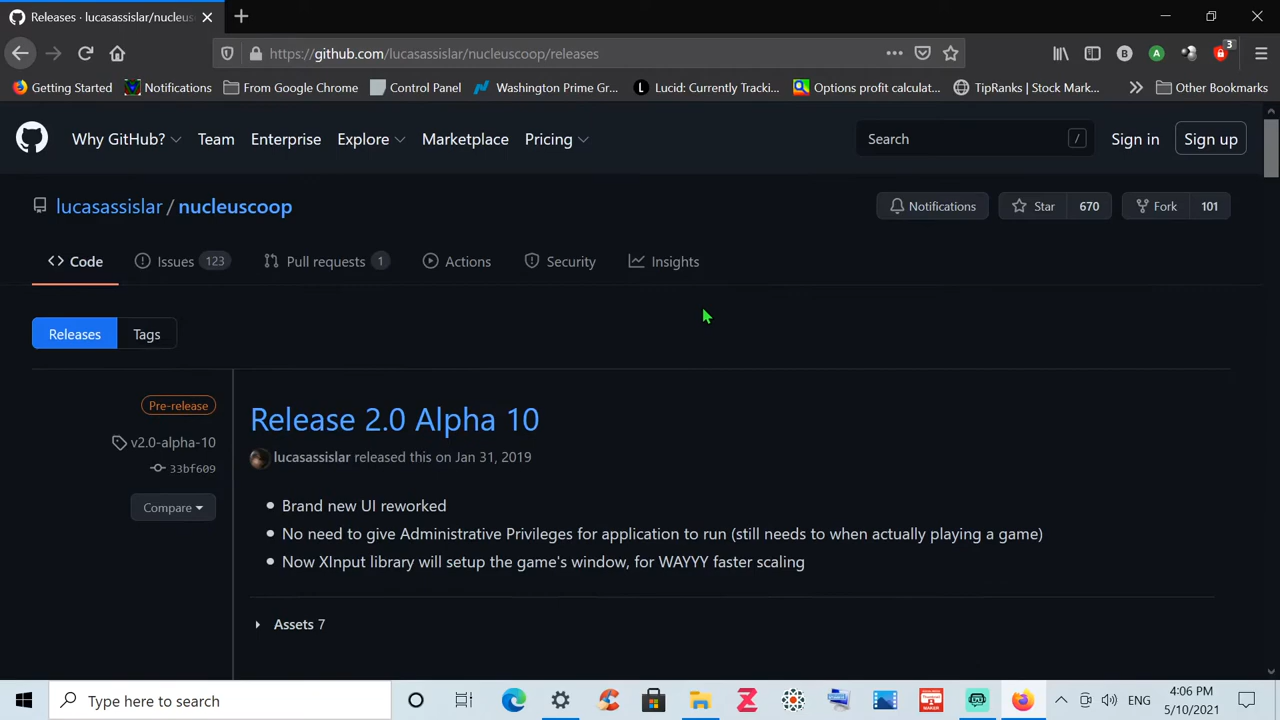 Releases · lucasassislar/nucleus
https://github.com/lucasassislar/nucleuscoop/releases
B
A
3
Getting Started
Notifications
From Google Chrome
Control Panel
Washington Prime Gr...
L
Lucid: Currently Tracki...
Options profit calculat...
TipRanks | Stock Mark...
Other Bookmarks
Why GitHub?
Team
Enterprise
Explore
Marketplace
Pricing
Search
/
Sign in
Sign up
lucasassislar / nucleuscoop
Notifications
Star
670
Fork
101
Code
Issues 123
Pull requests 1
Actions
Security
Insights
Releases
Tags
Pre-release
v2.0-alpha-10
33bf609
Compare
Release 2.0 Alpha 10
lucasassislar released this on Jan 31, 2019
Brand new UI reworked
No need to give Administrative Privileges for application to run (still needs to when actually playing a game)
Now XInput library will setup the game's window, for WAYYY faster scaling
Assets 7
Type here to search
ENG
4:06 PM
5/10/2021